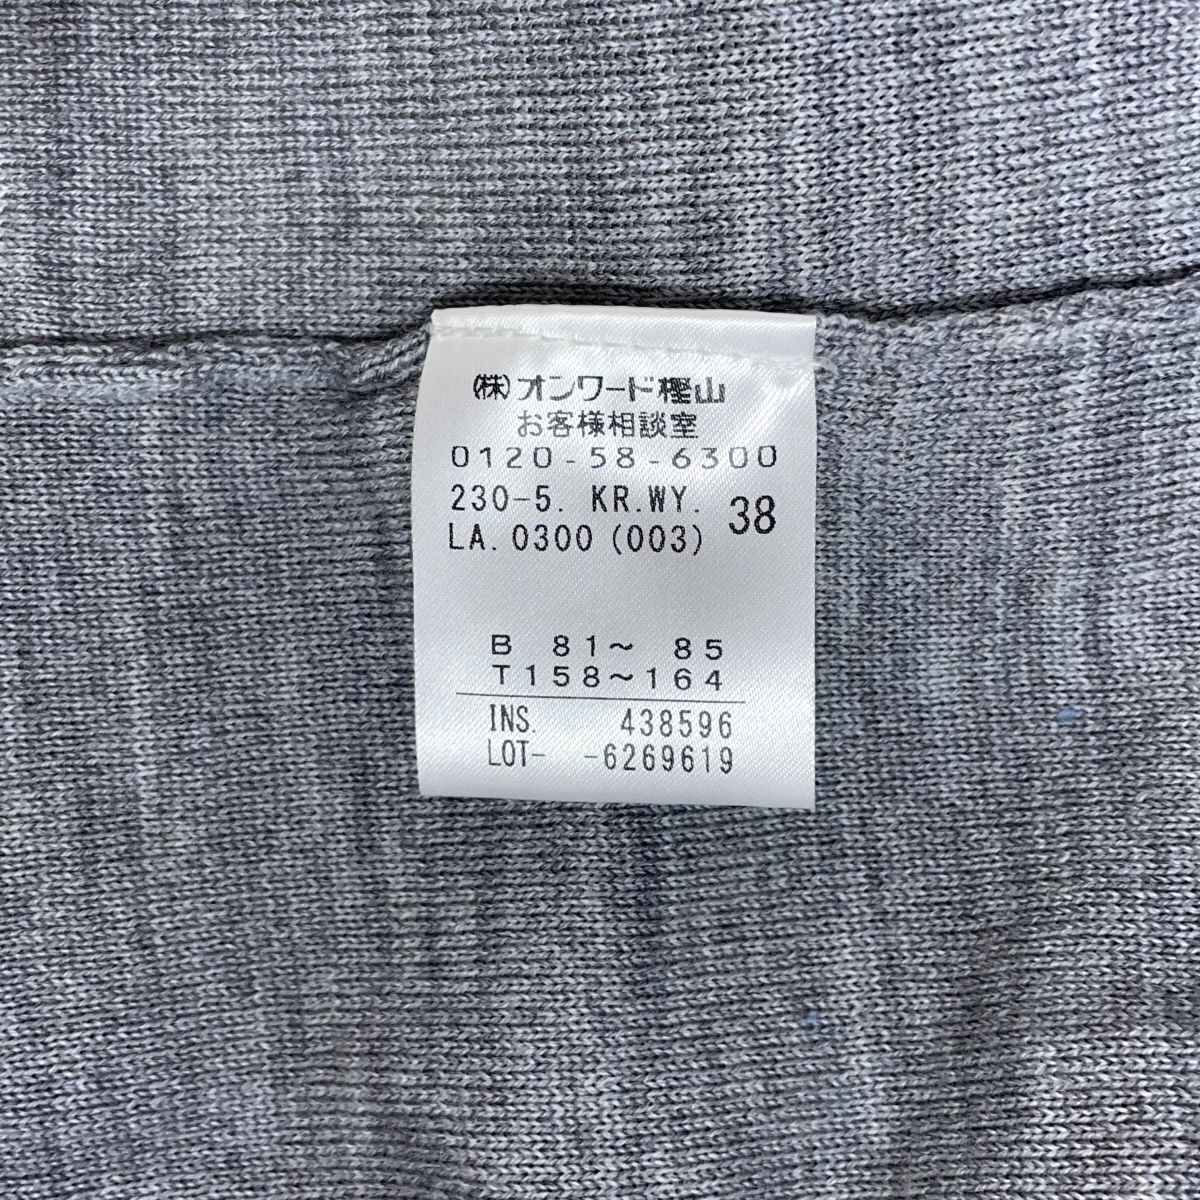 (株)オンワード樫山
お客様相談室
0120-58-6300
230-5. KR.WY. 38
LA. 0300 (003)
B 81～ 85
T158～164
INS. 438596
LOT- -6269619